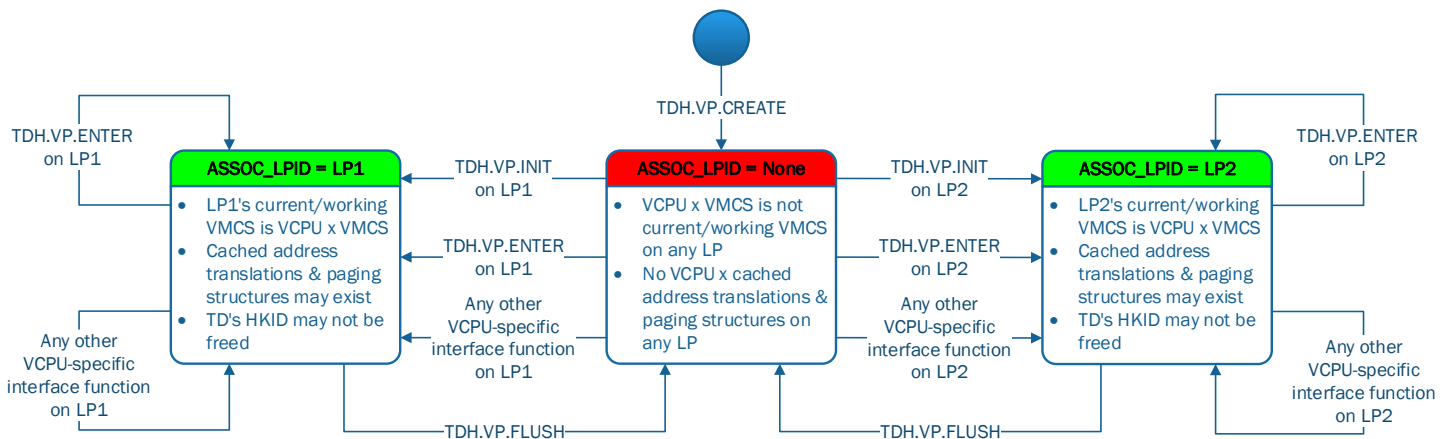 TDH.VP.CREATE
TDH.VP.ENTER
on LP1
ASSOC_LPID = LP1
LP1's current/working
VMCS is VCPU x VMCS
Cached address
translations & paging
structures may exist
TD's HKID may not be
freed
Any other
VCPU-specific
interface function
on LP1
TDH.VP.INIT
on LP1
TDH.VP.ENTER
on LP1
Any other
VCPU-specific
interface function
on LP1
TDH.VP.FLUSH
ASSOC_LPID = None
VCPU x VMCS is not
current/working VMCS
on any LP
No VCPU x cached
address translations &
paging structures on
any LP
TDH.VP.INIT
on LP2
TDH.VP.ENTER
on LP2
Any other
VCPU-specific
interface function
on LP2
TDH.VP.FLUSH
ASSOC_LPID = LP2
LP2's current/working
VMCS is VCPU x VMCS
Cached address
translations & paging
structures may exist
TD's HKID may not be
freed
TDH.VP.ENTER
on LP2
Any other
VCPU-specific
interface function
on LP2